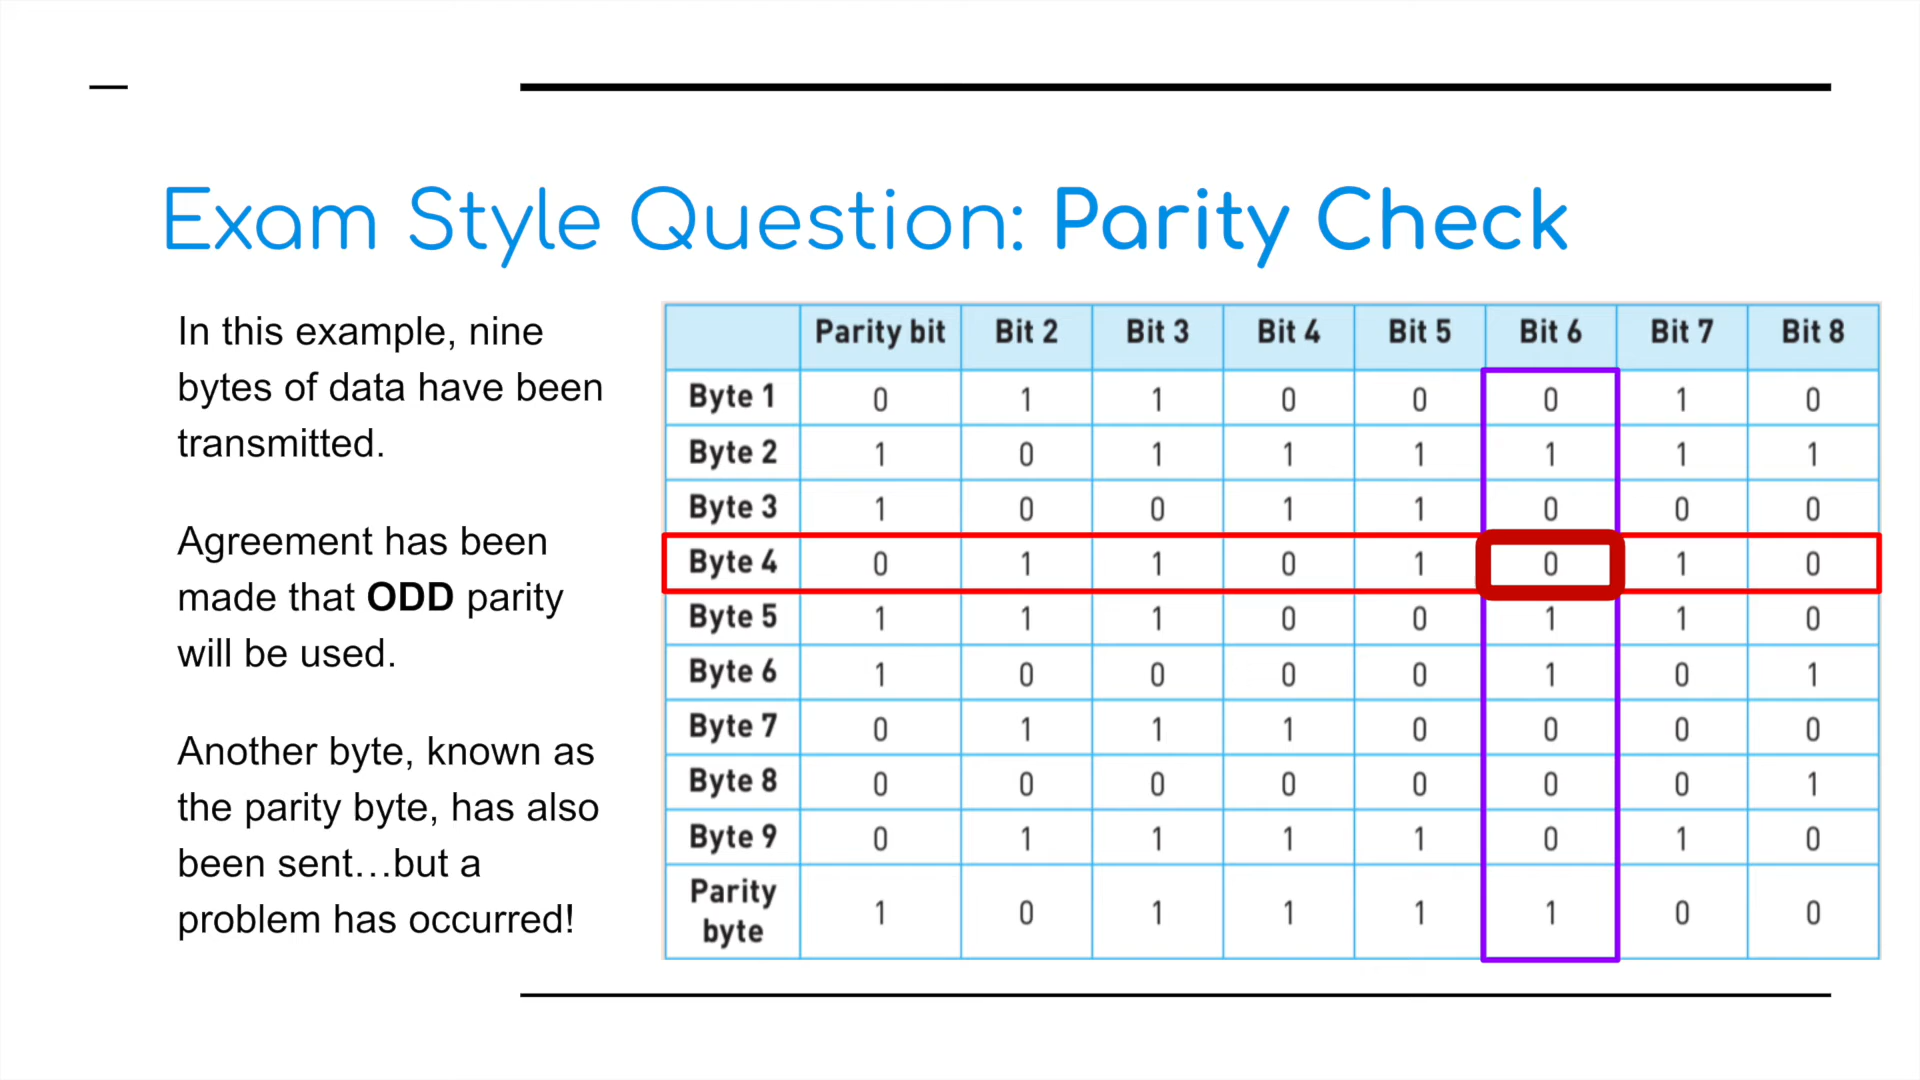 Exam Style Question: Parity Check
In this example, nine
bytes of data have been
transmitted.
Agreement has been
made that ODD parity
will be used.
Another byte, known as
the parity byte, has also
been sent…but a
problem has occurred!
Parity bit Bit 2 Bit 3 Bit 4 Bit 5 Bit 6 Bit 7 Bit 8
Byte 1 0 1 1 0 0 0 1 0
Byte 2 1 0 1 1 1 1 1 1
Byte 3 1 0 0 1 1 0 0 0
Byte 4 0 1 1 0 1 0 1 0
Byte 5 1 1 1 0 0 1 1 0
Byte 6 1 0 0 0 0 1 0 1
Byte 7 0 1 1 1 0 0 0 0
Byte 8 0 0 0 0 0 0 0 1
Byte 9 0 1 1 1 1 0 1 0
Parity
byte 1 0 1 1 1 1 0 0